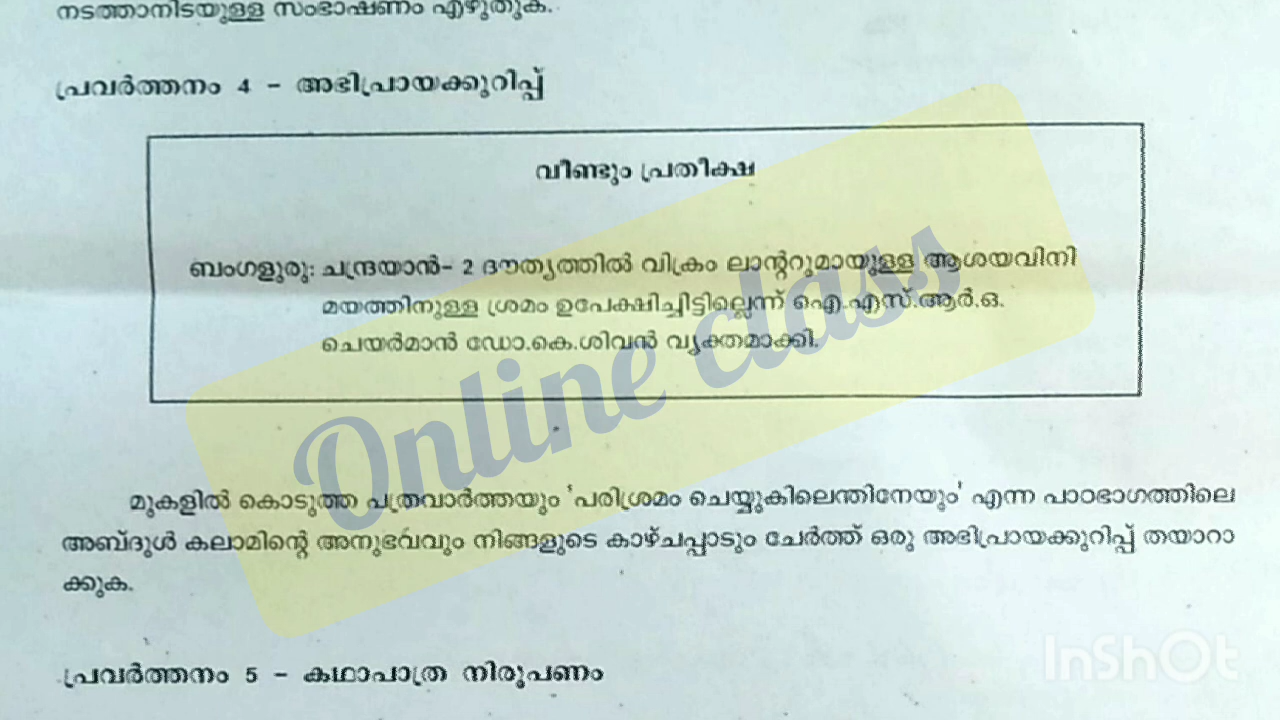 നടത്താനിടയുള്ള സംഭാഷണം എഴുതുക.
പ്രവർത്തനം 4 - അഭിപ്രായക്കുറിപ്പ്
വീണ്ടും പ്രതീക്ഷ
ബംഗളൂരു: ചന്ദ്രയാൻ- 2 ദൗത്യത്തിൽ വിക്രം ലാന്ററുമായുള്ള ആശയവിനി
മയത്തിനുള്ള ശ്രമം ഉപേക്ഷിച്ചിട്ടില്ലെന്ന് ഐ.എസ്.ആർ.ഒ.
ചെയർമാൻ ഡോ.കെ.ശിവൻ വ്യക്തമാക്കി.
Online class
മുകളിൽ കൊടുത്ത പത്രവാർത്തയും 'പരിശ്രമം ചെയ്യുകിലെന്തിനേയും' എന്ന പാഠഭാഗത്തിലെ
അബ്ദുൾ കലാമിന്റെ അനുഭവവും നിങ്ങളുടെ കാഴ്ചപ്പാടും ചേർത്ത് ഒരു അഭിപ്രായക്കുറിപ്പ് തയാറാ
ക്കുക.
പ്രവർത്തനം 5 - കഥാപാത്ര നിരൂപണം
InShOt